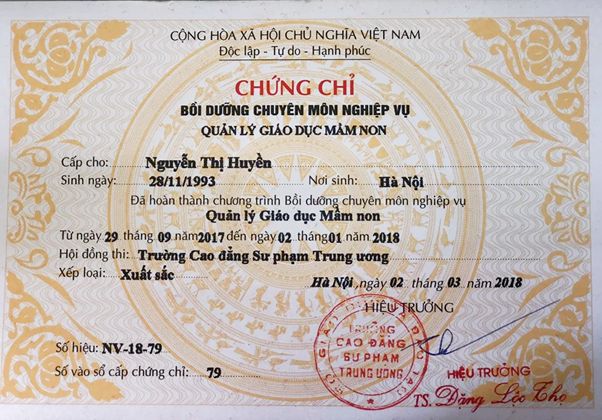 CỘNG HÒA XÃ HỘI CHỦ NGHĨA VIỆT NAM
Độc lập - Tự do - Hạnh phúc
CHỨNG CHỈ
BỒI DƯỠNG CHUYÊN MÔN NGHIỆP VỤ
QUẢN LÝ GIÁO DỤC MẦM NON
Cấp cho: Nguyễn Thị Huyền
Sinh ngày: 28/11/1993 Nơi sinh: Hà Nội
Đã hoàn thành chương trình Bồi dưỡng chuyên môn nghiệp vụ
Quản lý Giáo dục Mầm non
Từ ngày 29 tháng 09 năm 2017 đến ngày 02 tháng 01 năm 2018
Hội đồng thi: Trường Cao đẳng Sư phạm Trung ương
Xếp loại: Xuất sắc
Hà Nội, ngày 02 tháng 03 năm 2018
HIỆU TRƯỞNG
TRƯỜNG
CAO ĐẲNG
SƯ PHẠM
TRUNG ƯƠNG
BỘ GIÁO DỤC VÀ ĐÀO TẠO
Số hiệu: NV-18-79
Số vào sổ cấp chứng chỉ: 79
HIỆU TRƯỞNG
TS. Đặng Lộc Thọ